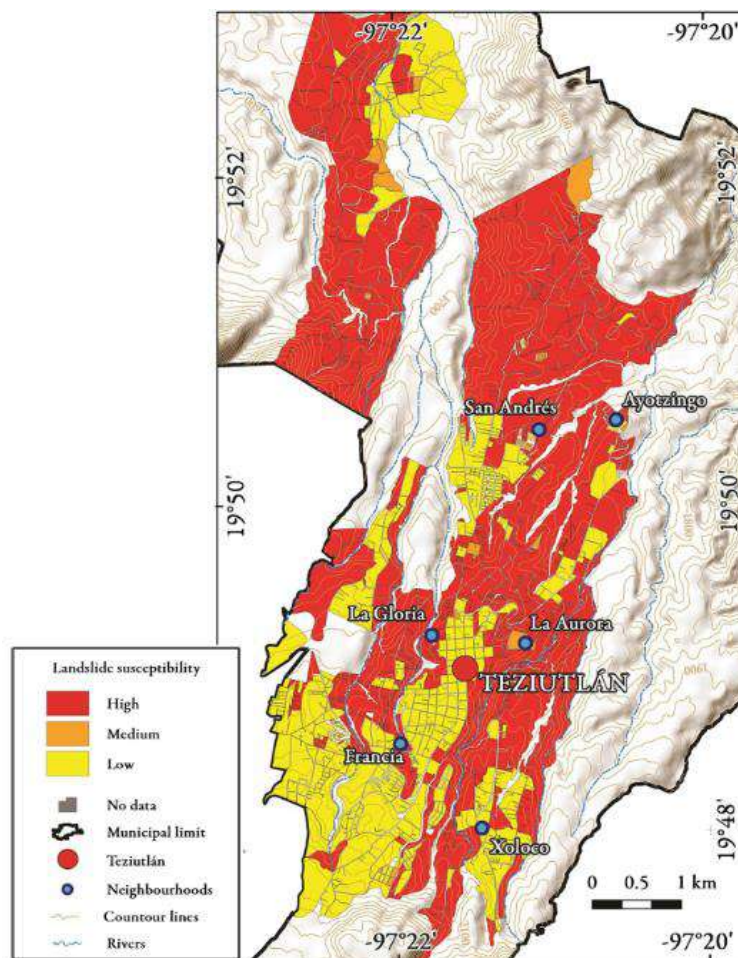 -97°22'
-97°20'
19°52'
19°52'
San Andrés
Ayotzingo
19°50'
19°50'
La Gloria
La Aurora
TEZIUTLÁN
Francia
Xoloco
19°48'
0 0.5 1 km
-97°22'
-97°20'
Landslide susceptibility
High
Medium
Low
No data
Municipal limit
Teziutlán
Neighbourhoods
Countour lines
Rivers